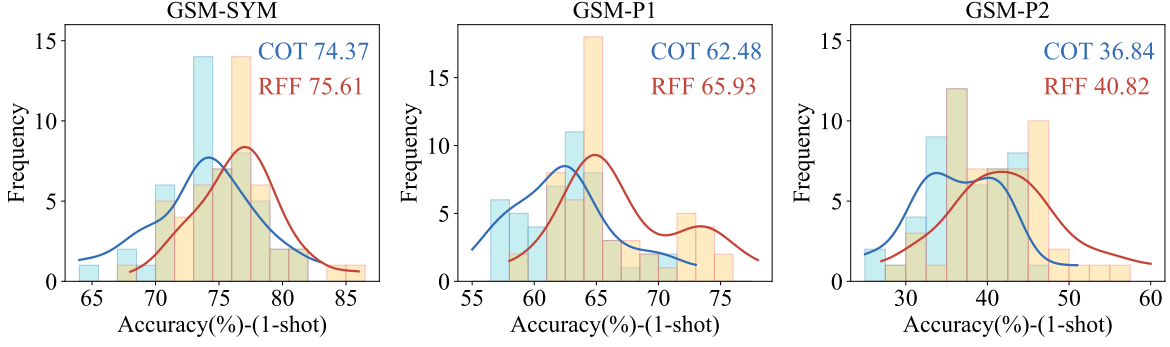 GSM-SYM
COT 74.37
RFF 75.61
Frequency
15
10
5
0
65 70 75 80 85
Accuracy(%)-(1-shot)
GSM-P1
COT 62.48
RFF 65.93
Frequency
15
10
5
0
55 60 65 70 75
Accuracy(%)-(1-shot)
GSM-P2
COT 36.84
RFF 40.82
Frequency
15
10
5
0
30 40 50 60
Accuracy(%)-(1-shot)